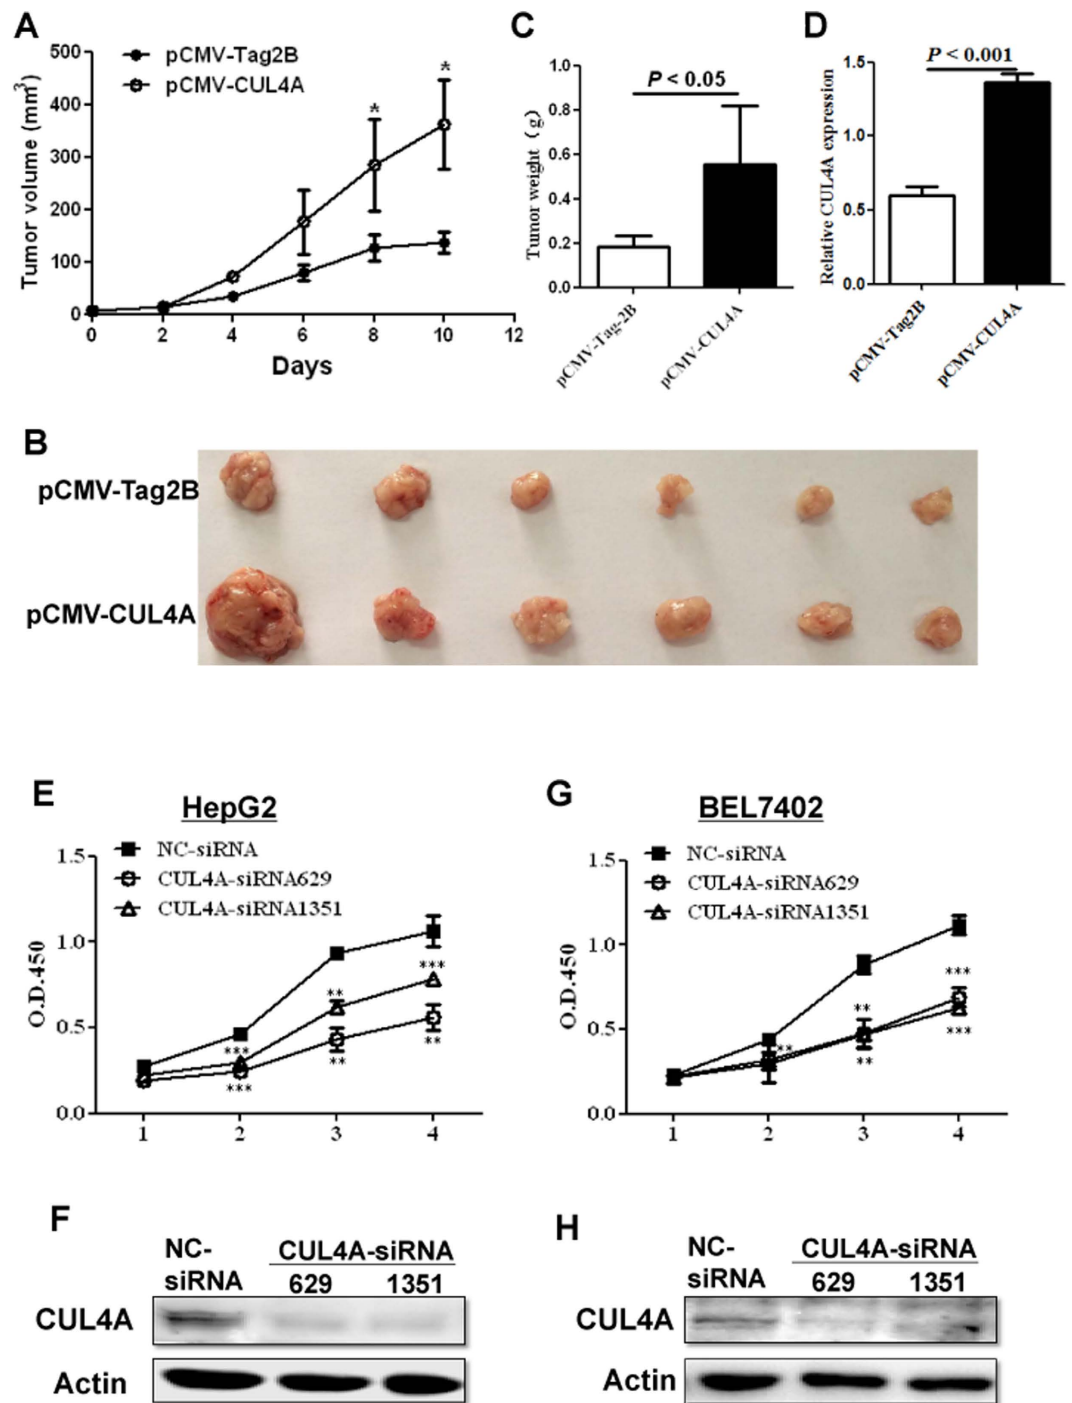 A
500
400
300
200
100
0
Tumor volume (mm³)
pCMV-Tag2B
pCMV-CUL4A
*
*
0 2 4 6 8 10 12
Days
C
1.0
0.8
0.6
0.4
0.2
0.0
Tumor weight (g)
P < 0.05
pCMV-Tag-2B
pCMV-CUL4A
D
1.5
1.0
0.5
0.0
Relative CUL4A expression
P < 0.001
pCMV-Tag2B
pCMV-CUL4A
B
pCMV-Tag2B
pCMV-CUL4A
E
HepG2
NC-siRNA
CUL4A-siRNA629
CUL4A-siRNA1351
1.5
1.0
0.5
0.0
O.D.450
***
**
***
***
**
**
1 2 3 4
G
BEL7402
NC-siRNA
CUL4A-siRNA629
CUL4A-siRNA1351
1.5
1.0
0.5
0.0
O.D.450
**
**
***
**
***
1 2 3 4
F
NC-
siRNA
CUL4A-siRNA
629 1351
CUL4A
Actin
H
NC-
siRNA
CUL4A-siRNA
629 1351
CUL4A
Actin